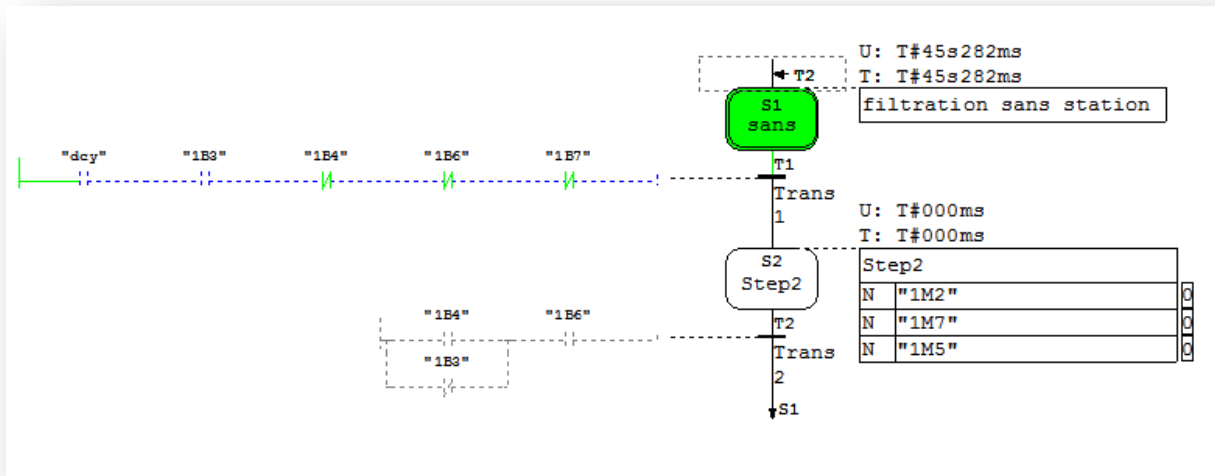 U: T#45s282ms
T2
T: T#45s282ms
S1
sans
filtration sans station
"dcy" "1B3" "1B4" "1B6" "1B7"
T1
Trans
1
U: T#000ms
T: T#000ms
S2
Step2
Step2
N "1M2" 0
N "1M7" 0
N "1M5" 0
"1B4" "1B6"
T2
"1B3"
Trans
2
S1